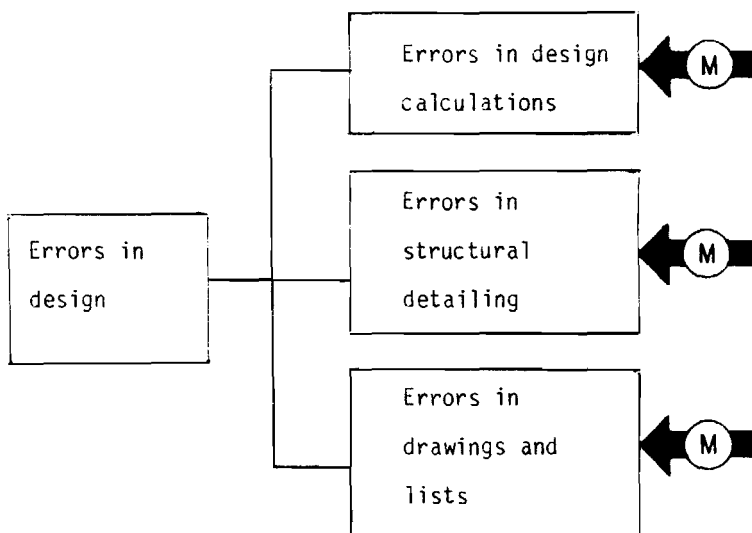 Errors in design
calculations
M
Errors in
structural
detailing
M
Errors in
design
Errors in
drawings and
lists
M